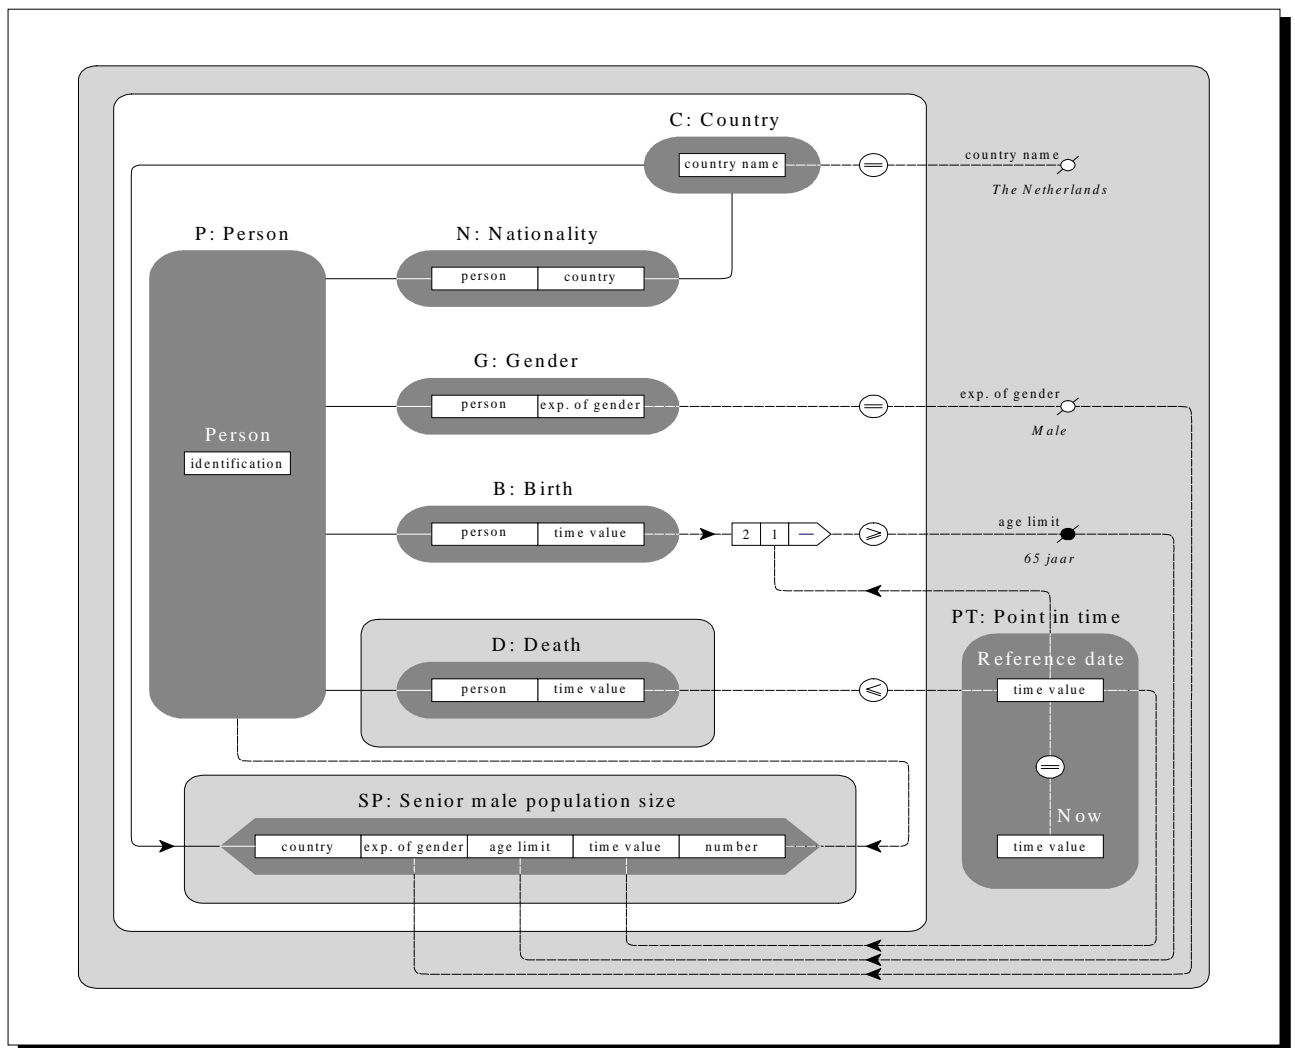 C: Country
country name
country name
The Netherlands
P: Person
N: Nationality
person
country
G: Gender
person
exp. of gender
exp. of gender
Male
Person
identification
B: Birth
person
time value
2
1
—
age limit
65 jaar
PT: Point in time
D: Death
person
time value
Reference date
time value
SP: Senior male population size
Now
country
exp. of gender
age limit
time value
number
time value